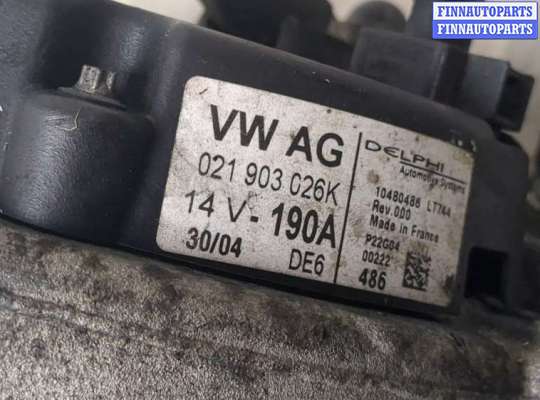 FINNAUTOPARTS
FINNAUTOPARTS
VW AG
021 903 026K
14 V - 190A
30/04 DE6
DELPHI
Automotive Systems
10480486 LT744
Rev.000
Made in France
P22G04
00222
486